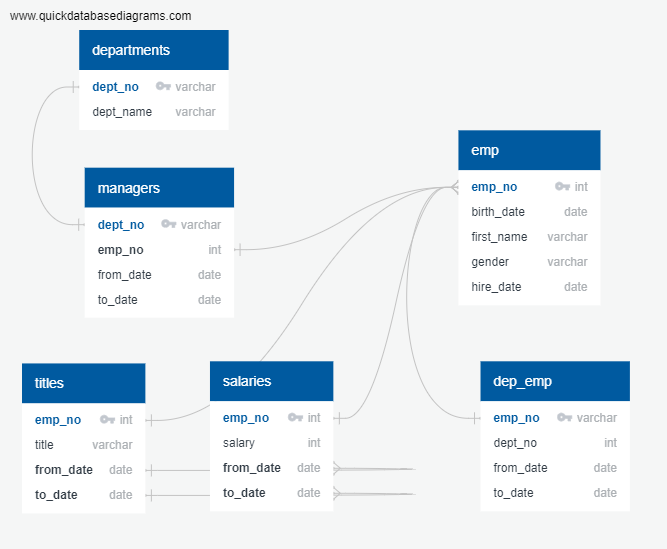 www.quickdatabasediagrams.com
departments
dept_no varchar
dept_name varchar
managers
dept_no varchar
emp_no int
from_date date
to_date date
emp
emp_no int
birth_date date
first_name varchar
gender varchar
hire_date date
titles
emp_no int
title varchar
from_date date
to_date date
salaries
emp_no int
salary int
from_date date
to_date date
dep_emp
emp_no varchar
dept_no int
from_date date
to_date date